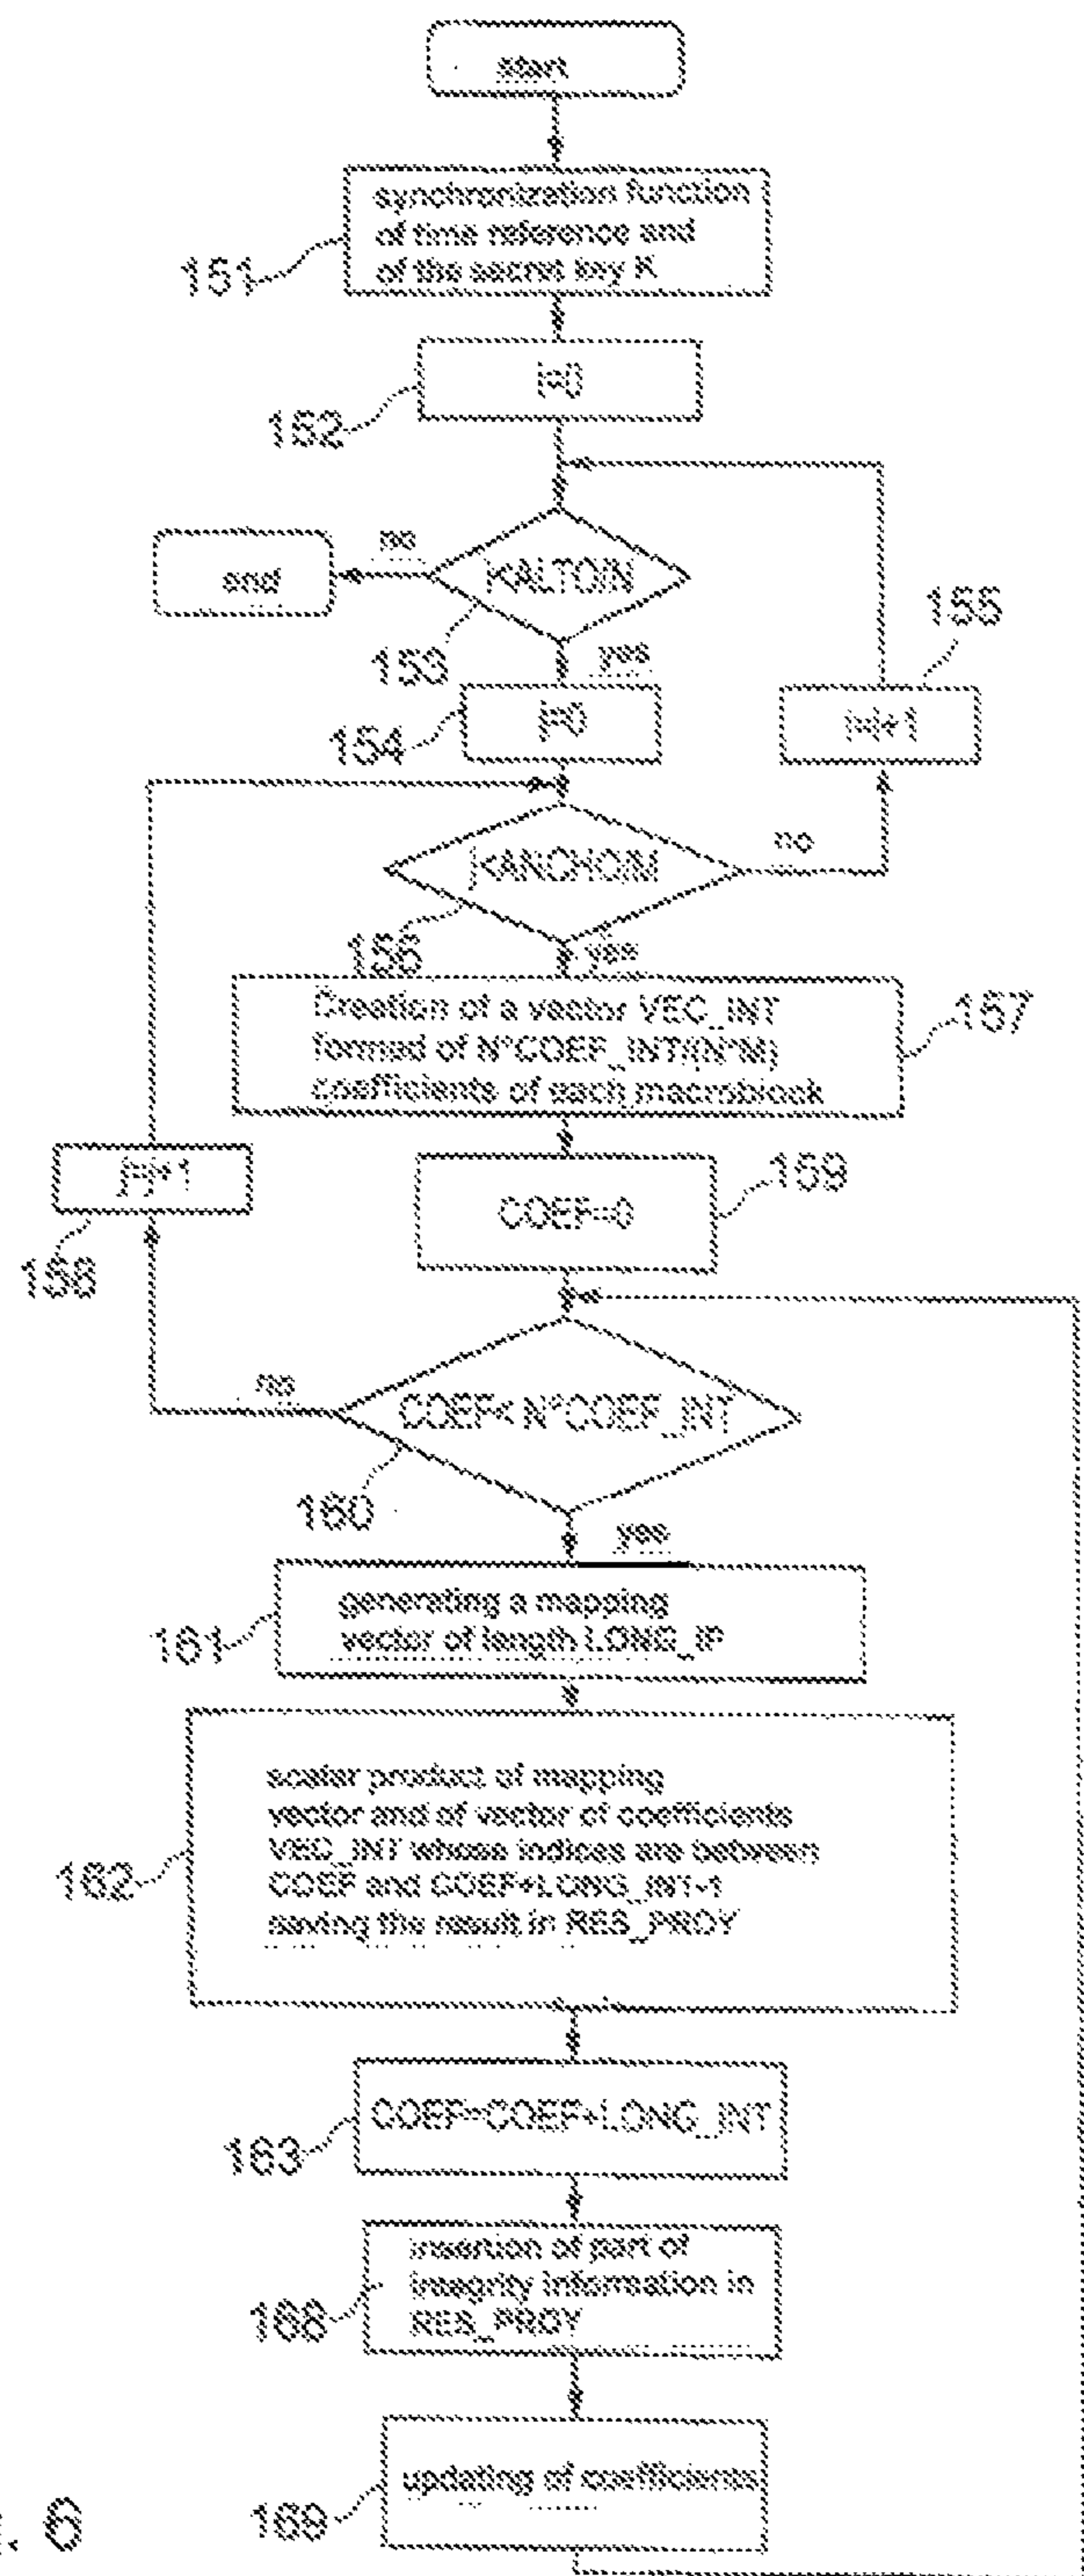 start
synchronization function
of time reference and
of the secret key K
151
i=0
152
no
end
i<ALTO/N
153
yes
155
j=0
154
i=i+1
j<ANCHO/M
no
156
yes
Creation of a vector VEC_INT
formed of N*COEF_INT/(N*M)
coefficients of each macroblock
157
j=j+1
158
COEF=0
159
no
COEF< N*COEF_INT
160
yes
generating a mapping
vector of length LONG_IP
161
scalar product of mapping
vector and of vector of coefficients
VEC_INT whose indices are between
COEF and COEF+LONG_INT-1
saving the result in RES_PROY
162
COEF=COEF+LONG_INT
163
insertion of part of
integrity information in
RES_PROY
168
updating of coefficients
169
. 6